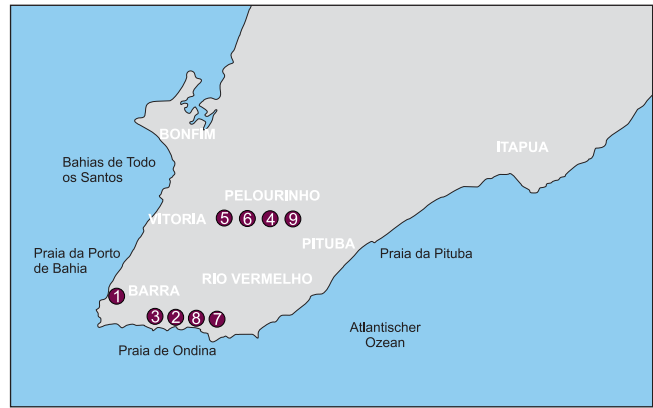 BONFIM
ITAPUA
Bahias de Todo
os Santos
PELOURINHO
VITORIA
5 6 4 9
PITUBA
Praia da Porto
de Bahia
Praia da Pituba
RIO VERMELHO
BARRA
1
3 2 8 7
Atlantischer
Ozean
Praia de Ondina